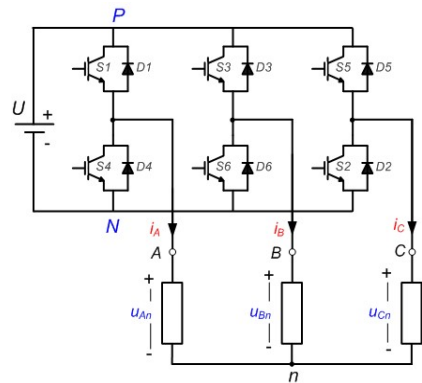 P
S1 D1 S3 D3 S5 D5
U + -
S4 D4 S6 D6 S2 D2
N
iA iB iC
A B C
+ + +
uAn uBn uCn
- - -
n